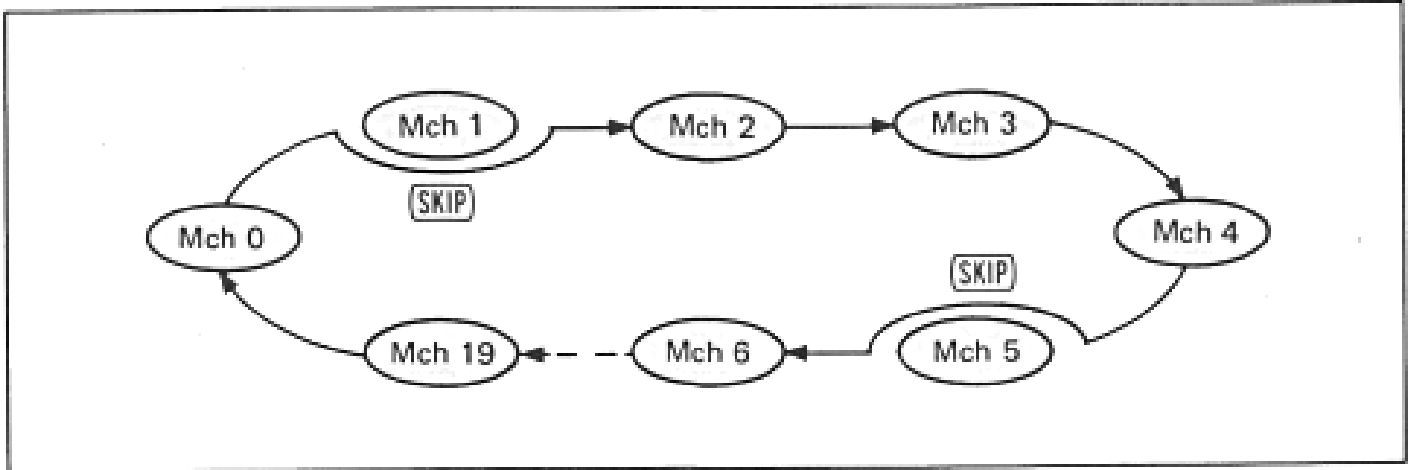 Mch 1
Mch 2
Mch 3
(SKIP)
Mch 0
Mch 4
(SKIP)
Mch 19
Mch 6
Mch 5